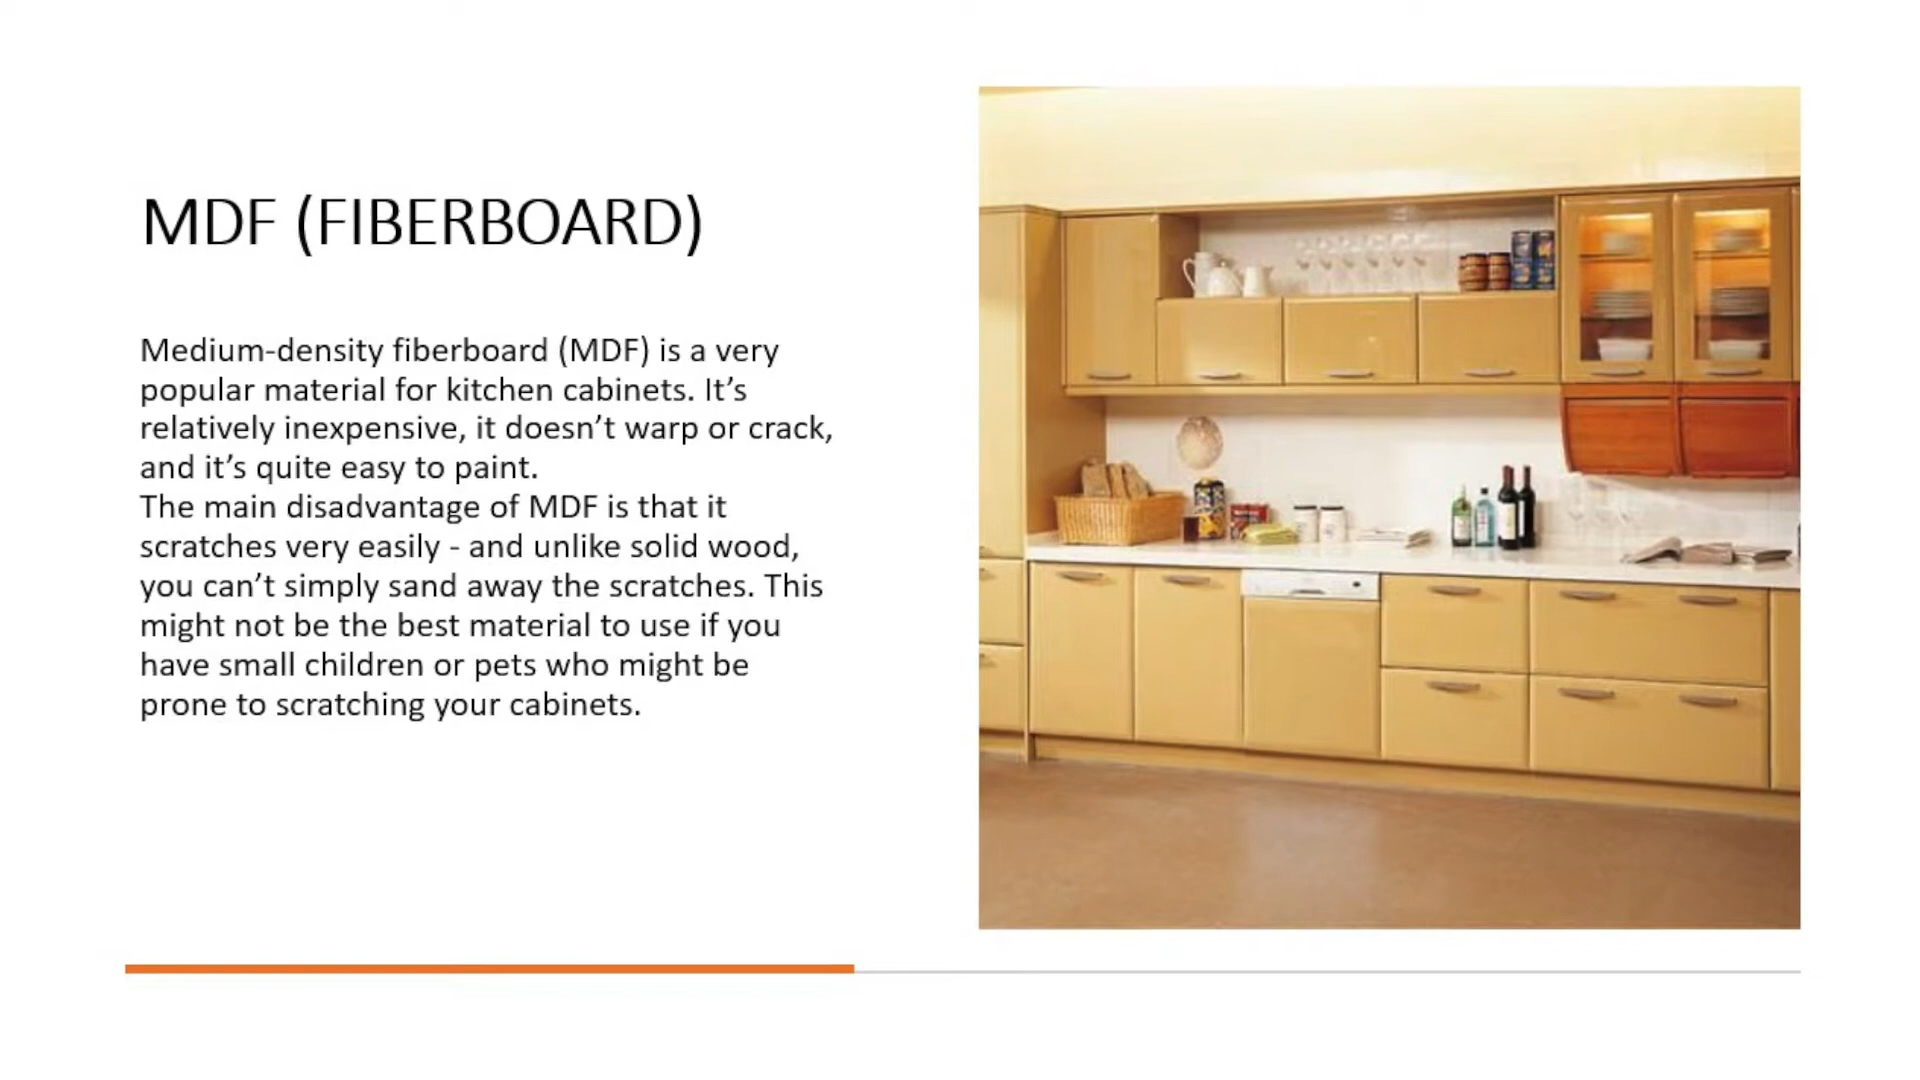 MDF (FIBERBOARD)
Medium-density fiberboard (MDF) is a very
popular material for kitchen cabinets. It’s
relatively inexpensive, it doesn’t warp or crack,
and it’s quite easy to paint.
The main disadvantage of MDF is that it
scratches very easily - and unlike solid wood,
you can’t simply sand away the scratches. This
might not be the best material to use if you
have small children or pets who might be
prone to scratching your cabinets.